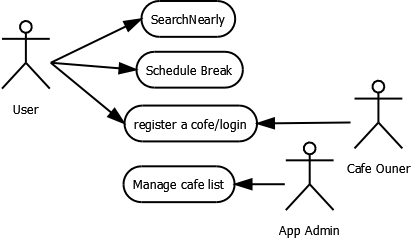 SearchNearly
Schedule Break
User
register a cofe/login
Cafe Ouner
Manage cafe list
App Admin